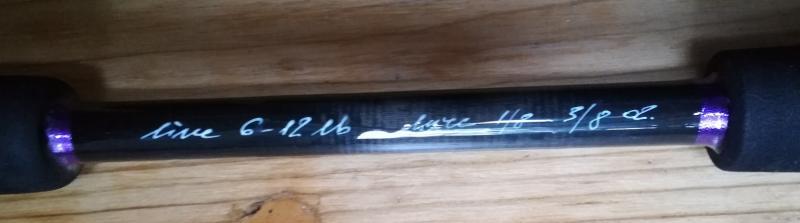 line 6-12 lb lure 1/8 3/8 oz.